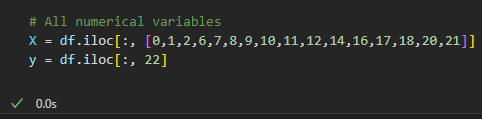 # All numerical variables
X = df.iloc[:, [0,1,2,6,7,8,9,10,11,12,14,16,17,18,20,21]]
y = df.iloc[:, 22]
✓ 0.0s